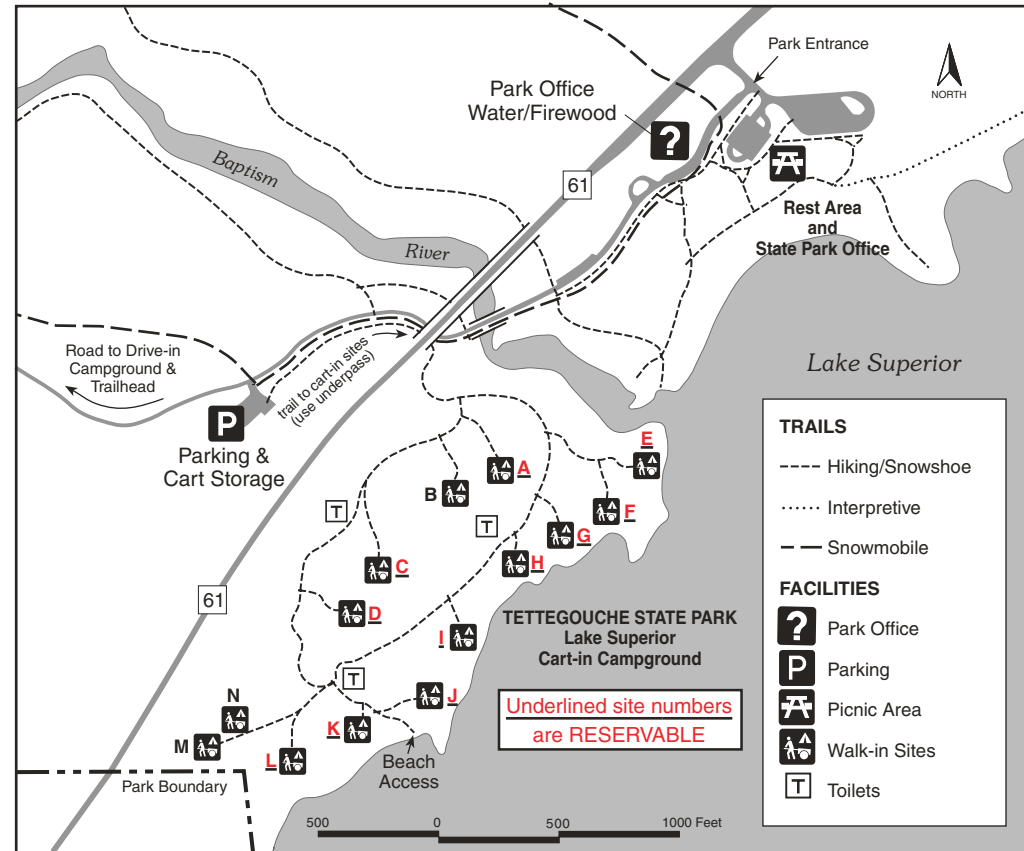 Park Entrance
NORTH
Park Office
Water/Firewood
?
61
Baptism
River
Rest Area
and
State Park Office
Lake Superior
Road to Drive-in
Campground &
Trailhead
trail to cart-in sites
(use underpass)
P
Parking &
Cart Storage
E
A
B
F
T
T
G
H
C
D
61
I
T
J
N
K
M
L
Beach
Access
Park Boundary
TETTEGOUCHE STATE PARK
Lake Superior
Cart-in Campground
Underlined site numbers
are RESERVABLE
500 0 500 1000 Feet
TRAILS
Hiking/Snowshoe
Interpretive
Snowmobile
FACILITIES
? Park Office
P Parking
Picnic Area
Walk-in Sites
T Toilets